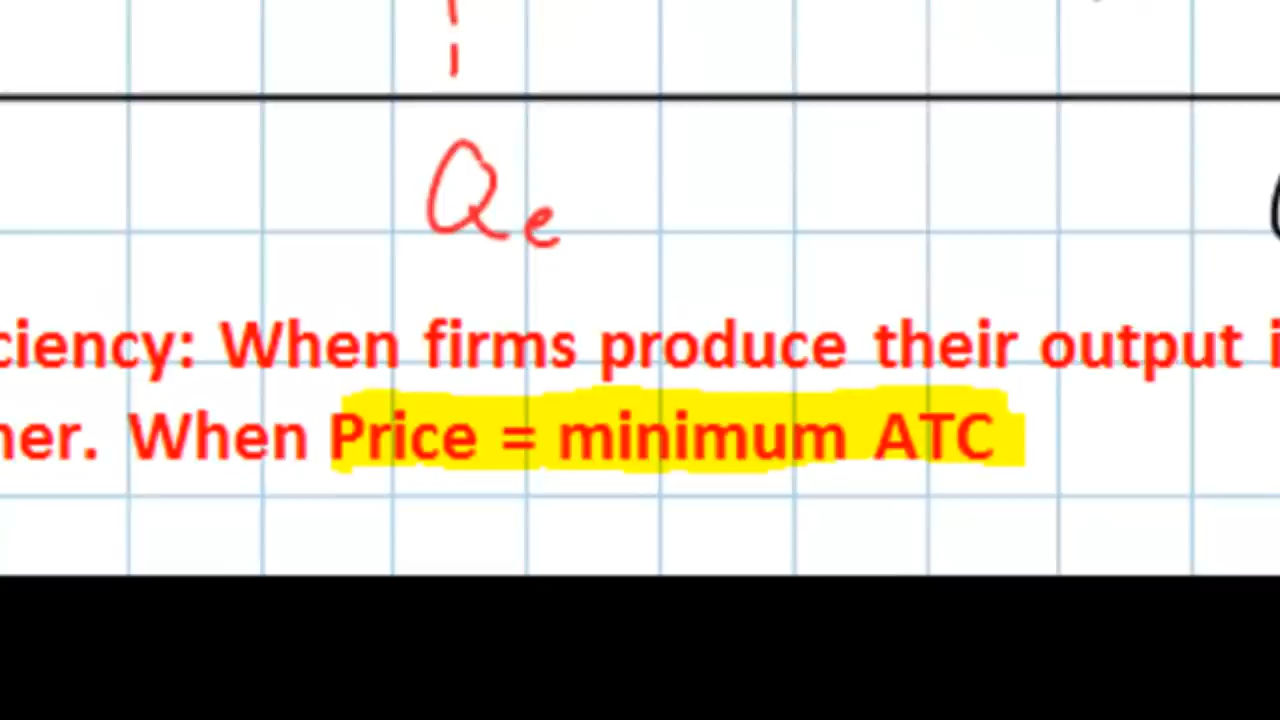 Qe
ciency: When firms produce their output
ner. When Price = minimum ATC